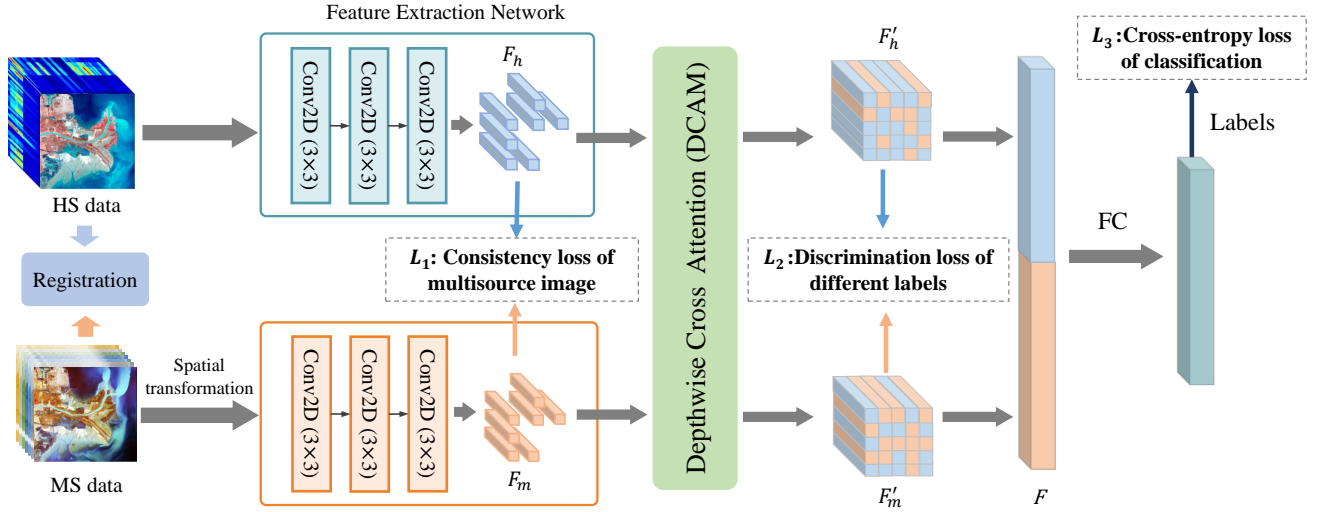 Feature Extraction Network
HS data
Registration
MS data
Spatial
transformation
Conv2D (3×3)
Conv2D (3×3)
Conv2D (3×3)
F_h
L_1: Consistency loss of
multisource image
Conv2D (3×3)
Conv2D (3×3)
Conv2D (3×3)
F_m
Depthwise Cross Attention (DCAM)
F'_h
L_2:Discrimination loss of
different labels
F'_m
F
FC
L_3:Cross-entropy loss
of classification
Labels